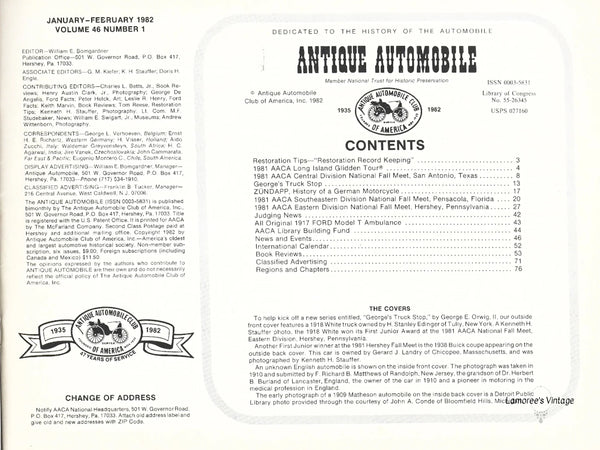 JANUARY–FEBRUARY 1982
VOLUME 46 NUMBER 1
EDITOR—William E. Bomgardner
Publication Office—501 W. Governor Road, P.O. Box 417,
Hershey, Pa. 17033.
ASSOCIATE EDITORS—G. M. Kiefer, K. H. Stauffer, Doris H.
Engle.
CONTRIBUTING EDITORS—Charles L. Betts, Jr., Book Re-
views; Henry Austin Clark, Jr., Photography; George De
Angelis, Ford Facts; Peter Helck, Art; Leslie R. Henry, Ford
Facts; Keith Marvin, Book Reviews; Tom Reese, Restoration
Tips; Kenneth H. Stauffer, Photography; Lt. Com. M.F.
Studebaker, News; William E. Swigart, Jr., Museums; Andrew
Wittenborn, Photography.
CORRESPONDENTS—George L. Vertoeven, Belgium; Ernst
H. E. Richartz, Western Germany; H. Visser, Holland; Aldo
Zucchi, Italy; Waldemar Greyvensteyn, South Africa; H. C.
Agarwal, India; Jire Vanek, Czechoslovakia; John Cammarata,
Far East & Pacific; Eugenio Montero C., Chile, South America.
DISPLAY ADVERTISING—William E. Bomgardner, Manager—
Antique Automobile, 501 W. Governor Road, P.O. Box 417,
Hershey, Pa. 17033—Phone (717) 534-1910.
CLASSIFIED ADVERTISING—Franklin B. Tucker, Manager—
216 Central Avenue, West Caldwell, N.J. 07006.
The ANTIQUE AUTOMOBILE (ISSN 0003-5831) is published
bimonthly by The Antique Automobile Club of America, Inc.,
501 W. Governor Road, P.O. Box 417, Hershey, Pa. 17033. Title
is registered with the U.S. Patent Office. It is printed for AACA
by The McFarland Company. Second Class Postage paid at
Hershey and additional mailing office. Copyright 1982 by
Antique Automobile Club of America, Inc.—America's oldest
and largest automotive historical society. Non-member sub-
scription, six issues, $9.00. Foreign subscriptions (including
Canada and Mexico) $11.50.
The opinions expressed by the authors who contribute to
ANTIQUE AUTOMOBILE are their own and do not necessarily
reflect the official policy of The Antique Automobile Club of
America, Inc.
ANTIQUE AUTOMOBILE CLUB
1935
1982
OF AMERICA
47 YEARS OF SERVICE
CHANGE OF ADDRESS
Notify AACA National Headquarters, 501 W. Governor Road,
P.O. Box 417, Hershey, Pa. 17033. Attach old address label and
give old and new addresses with ZIP Code.
DEDICATED TO THE HISTORY OF THE AUTOMOBILE
ANTIQUE AUTOMOBILE
Member National Trust for Historic Preservation
© Antique Automobile
Club of America, Inc. 1982
ISSN 0003-5831
Library of Congress
No. 55-26345
USPS 027160
ANTIQUE AUTOMOBILE CLUB
1935
1982
OF AMERICA
CONTENTS
Restoration Tips—"Restoration Record Keeping" 3
1981 AACA Long Island Glidden Tour® 4
1981 AACA Central Division National Fall Meet, San Antonio, Texas 8
George's Truck Stop 13
ZÜNDAPP, History of a German Motorcycle 17
1981 AACA Southeastern Division National Fall Meet, Pensacola, Florida 20
1981 AACA Eastern Division National Fall Meet, Hershey, Pennsylvania 27
Judging News 42
All Original 1917 Ford Model T Ambulance 43
AACA Library Building Fund 44
News and Events 46
International Calendar 52
Book Reviews 53
Classified Advertising 71
Regions and Chapters 76
THE COVERS
To help kick off a new series entitled, "George's Truck Stop," by George E. Orwig, II, our outside
front cover features a 1918 White truck owned by H. Stanley Edinger of Tully, New York. A Kenneth H.
Stauffer photo, the 1918 White won its First Junior Award at the 1981 AACA National Fall Meet,
Eastern Division, Hershey, Pennsylvania.
Another First Junior winner at the 1981 Hershey Fall Meet is the 1938 Buick coupe appearing on the
outside back cover. This car is owned by Gerard J. Landry of Chicopee, Massachusetts, and was
photographed by Kenneth H. Stauffer.
An unknown English automobile is shown on the inside front cover. The photograph was taken in
1910 and submitted by F. Richard B. Matthews of Randolph, New Jersey, the grandson of Dr. Herbert
B. Burland of Lancaster, England, the owner of the car in 1910 and a pioneer in motoring in the
medical profession in England.
The early photograph of a 1909 Matheson automobile on the inside back cover is a Detroit Public
Library photo provided through the courtesy of John A. Conde of Bloomfield Hills,
Lamoree's Vintage